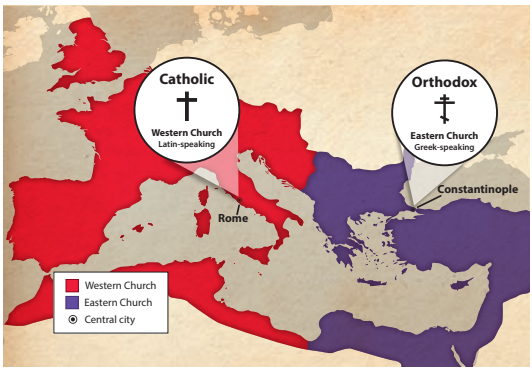 Catholic
Western Church
Latin-speaking
Orthodox
Eastern Church
Greek-speaking
Constantinople
Rome
Western Church
Eastern Church
Central city